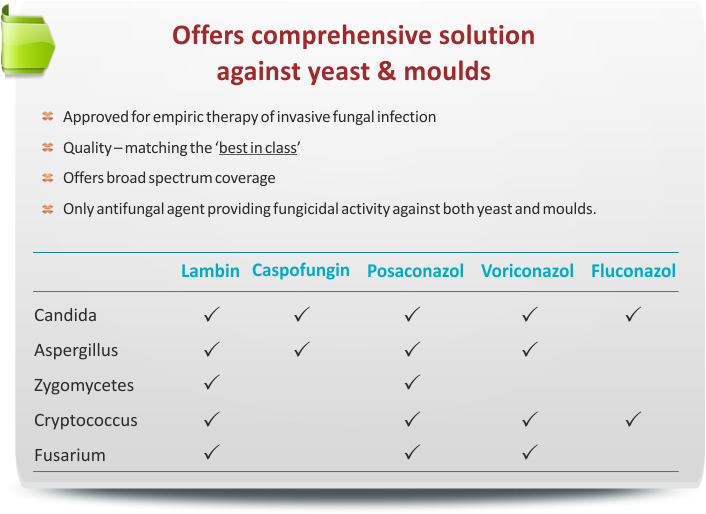 Offers comprehensive solution
against yeast & moulds
Approved for empiric therapy of invasive fungal infection
Quality – matching the ‘best in class’
Offers broad spectrum coverage
Only antifungal agent providing fungicidal activity against both yeast and moulds.
Lambin Caspofungin Posaconazol Voriconazol Fluconazol
Candida ✓ ✓ ✓ ✓ ✓
Aspergillus ✓ ✓ ✓ ✓
Zygomycetes ✓ ✓
Cryptococcus ✓ ✓ ✓ ✓
Fusarium ✓ ✓ ✓